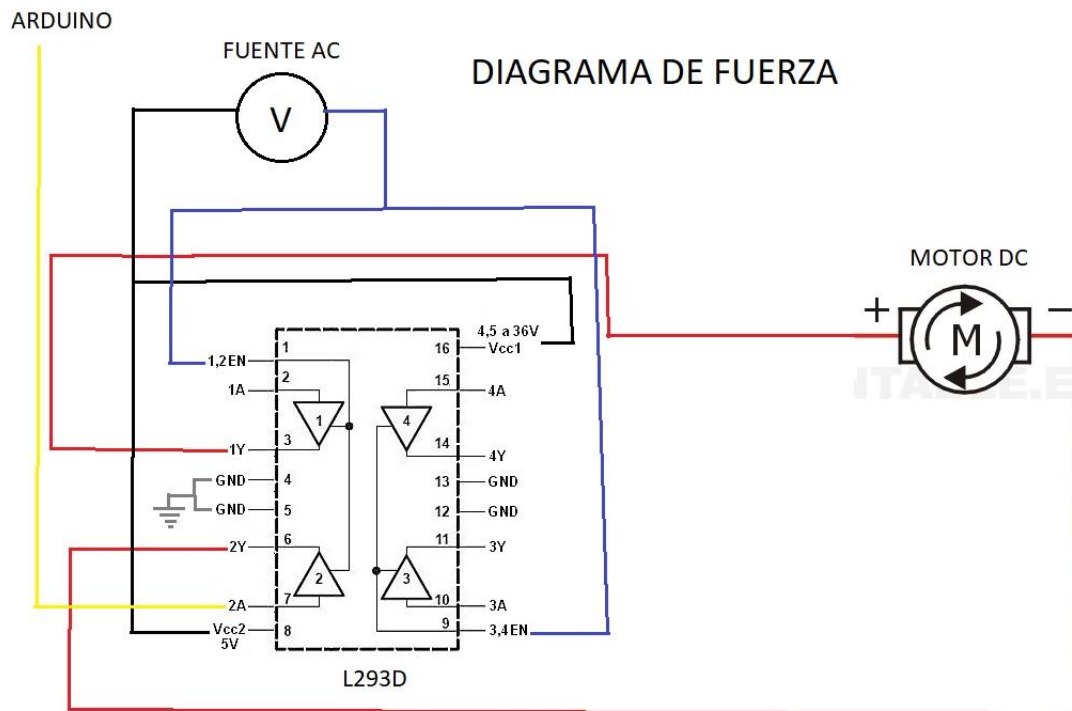 ARDUINO
FUENTE AC
DIAGRAMA DE FUERZA
V
MOTOR DC
+
M
−
4,5 a 36V
1
16
Vcc1
1,2EN
2
15
1A
4A
1
4
3
14
1Y
4Y
GND
4
13
GND
GND
5
12
GND
2Y
6
11
3Y
2
3
2A
7
10
3A
Vcc2
8
9
3,4EN
5V
L293D